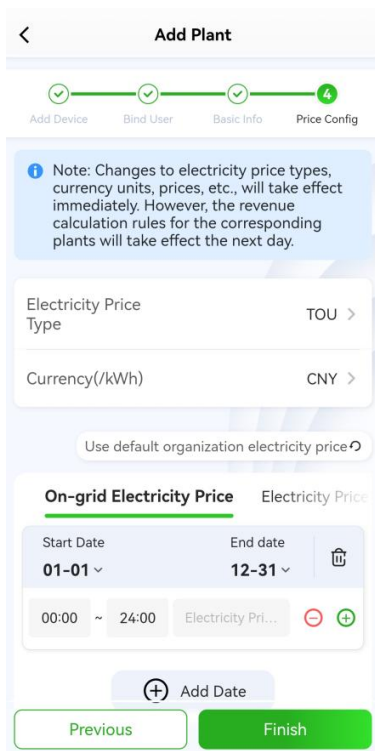 Add Plant
4
Add Device Bind User Basic Info Price Config
Note: Changes to electricity price types,
currency units, prices, etc., will take effect
immediately. However, the revenue
calculation rules for the corresponding
plants will take effect the next day.
Electricity Price
Type
TOU
Currency(/kWh) CNY
Use default organization electricity price
On-grid Electricity Price Electricity Price
Start Date End date
01-01 12-31
00:00 ~ 24:00 Electricity Pri...
Add Date
Previous Finish